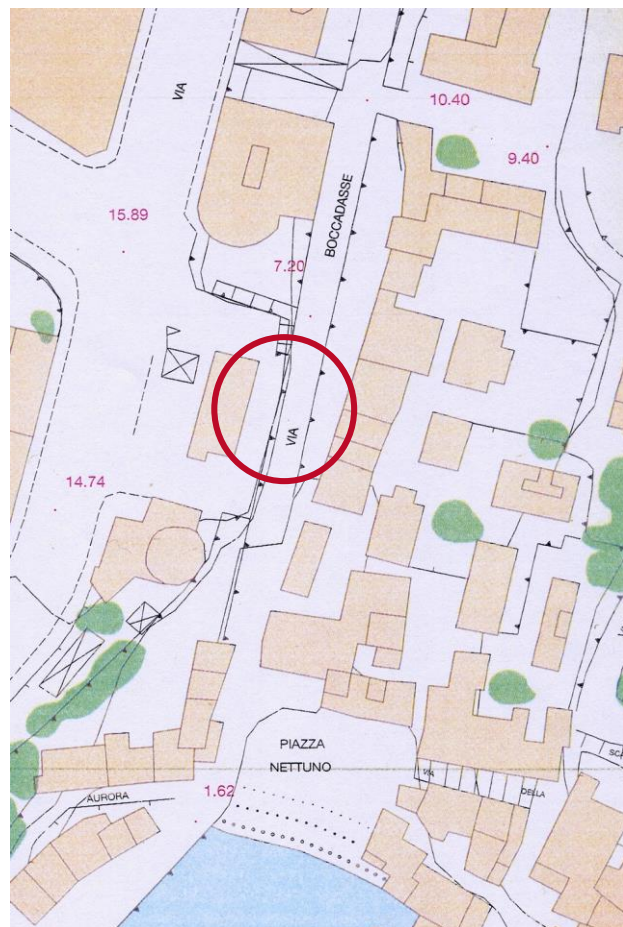 VIA
10.40
9.40
15.89
BOCCADASSE
7.20
VIA
14.74
PIAZZA
NETTUNO
VIA
DELLA
AURORA
1.62